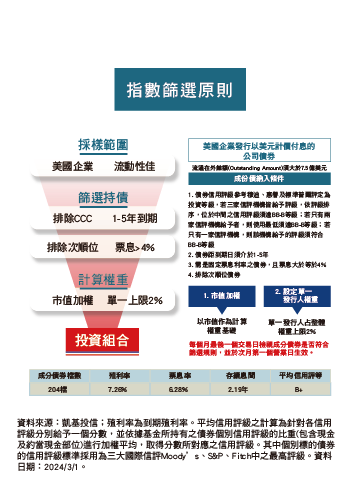 指數篩選原則
採樣範圍
美國企業 流動性佳
篩選持債
排除CCC 1-5年到期
排除次順位 票息>4%
計算權重
市值加權 單一上限2%
投資組合
美國企業發行以美元計價付息的
公司債券
流通在外餘額(Outstanding Amount)須大於7.5億美元
成份債納入條件
1. 債券信用評級參考標普、惠譽及穆迪普爾評定為
投資等級，若三家信評機構皆給予評級，依評級排
序，位於中間之信用評級須達BB-B等級；若只有兩
家信評機構給予者，則使用最低須達BB-B等級；若
只有一家信評機構，則該機構給予的評級須符合
BB-B等級
2. 債券距到期日須介於1-5年
3. 需是固定票息利率之債券，且票息大於等於4%
4. 排除次順位債券
1. 市值加權
2. 設定單一
發行人權重
以市值作為計算
權重基礎
單一發行人占整體
權重上限2%
每個月最後一個交易日檢視成分債券是否符合
篩選規則，並於次月第一個營業日生效。
成分債券檔數 殖利率 票息率 存續期間 平均信用評等
204檔 7.26% 6.28% 2.19年 B+
資料來源：凱基投信；殖利率為到期殖利率。平均信用評級之計算為針對各信用
評級分別給予一個分數，並依據基金所持有之債券個別信用評級的比重(包含現金
及約當現金部位)進行加權平均，取得分數所對應之信用評級。其中個別標的債券
的信用評級標準採用為三大國際信評Moody’s、S&P、Fitch中之最高評級。資料
日期：2024/3/1。